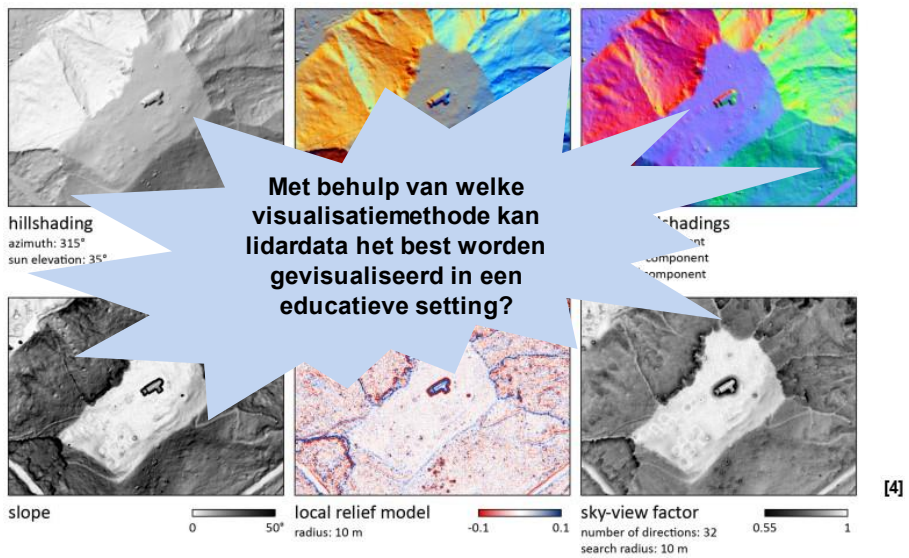 Met behulp van welke
visualisatiemethode kan
lidardata het best worden
gevisualiseerd in een
educatieve setting?
hillshading
azimuth: 315°
sun elevation: 35°
component
component
slope
0 50°
local relief model
radius: 10 m
-0.1 0.1
sky-view factor
number of directions: 32
search radius: 10 m
0.55 1
[4]